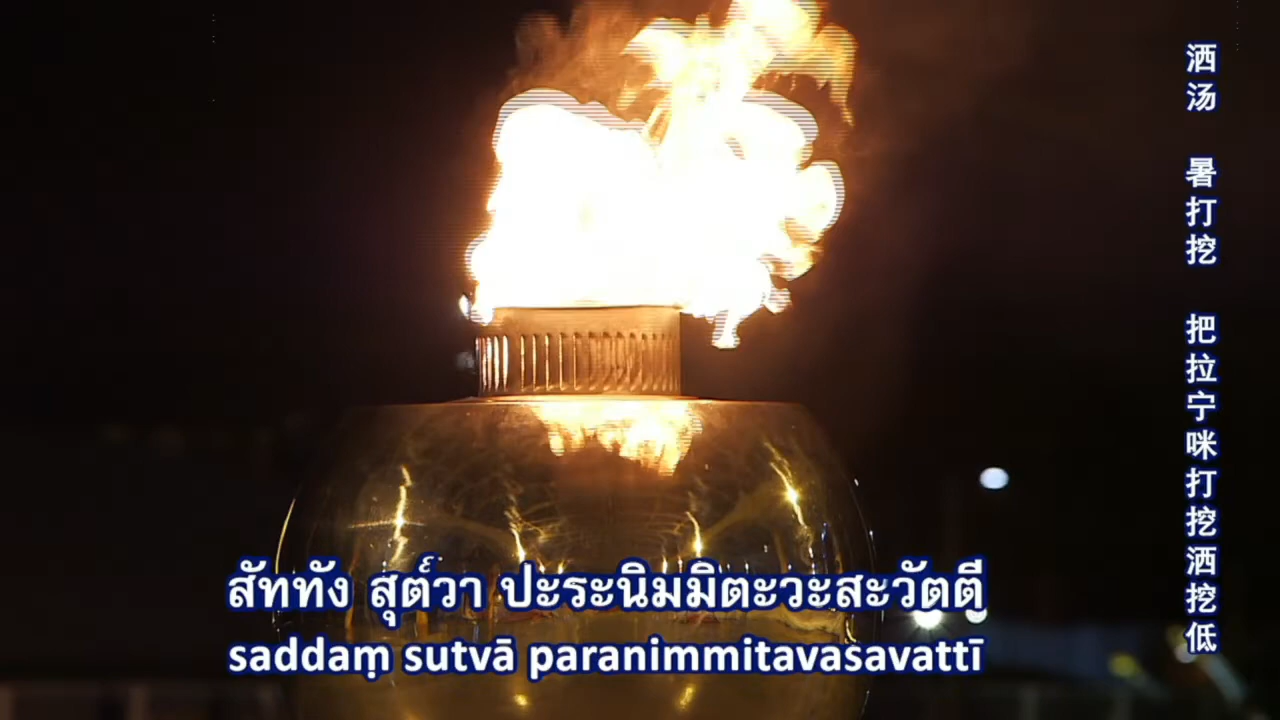 สัททัง สุต๎วา ปะระนิมมิตะวะสะวัตตี
saddaṃ sutvā paranimmitavasavattī
洒汤 暑打挖 把拉宁咪打挖洒挖低